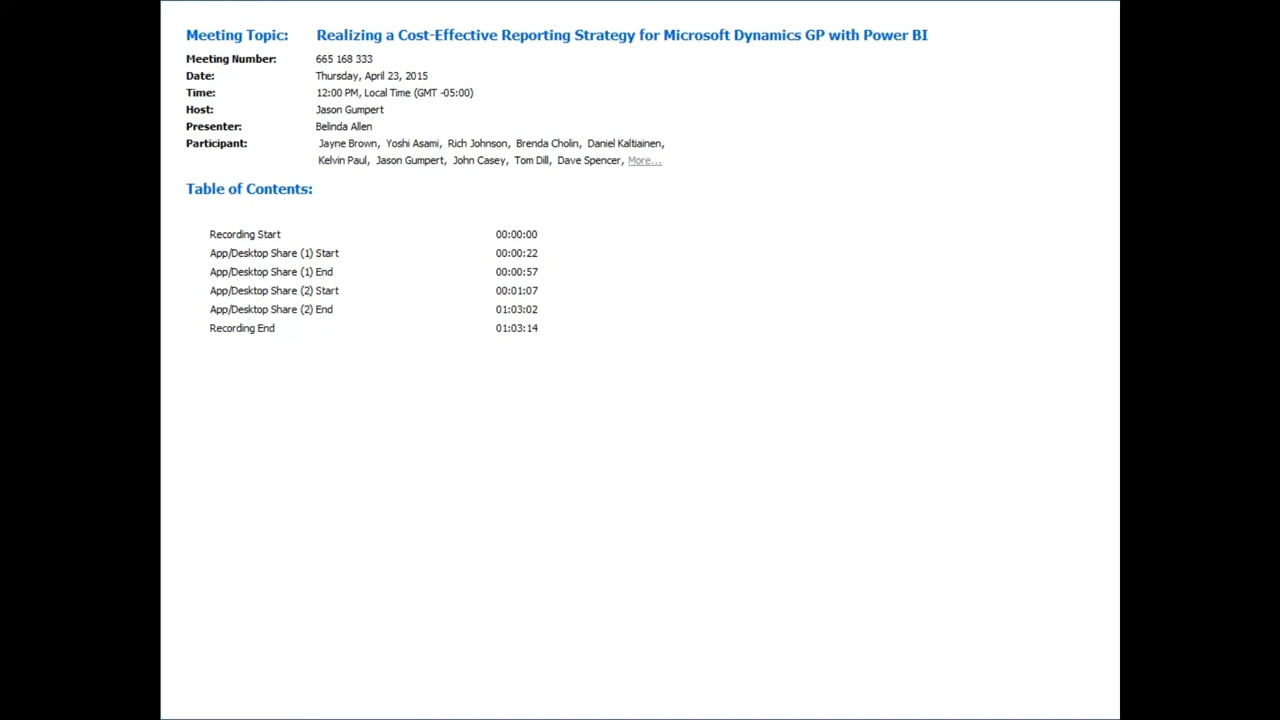 Meeting Topic: Realizing a Cost-Effective Reporting Strategy for Microsoft Dynamics GP with Power BI
Meeting Number: 665 168 333
Date: Thursday, April 23, 2015
Time: 12:00 PM, Local Time (GMT -05:00)
Host: Jason Gumpert
Presenter: Belinda Allen
Participant: Jayne Brown, Yoshi Asami, Rich Johnson, Brenda Cholin, Daniel Kaltiainen,
Kelvin Paul, Jason Gumpert, John Casey, Tom Dill, Dave Spencer, More...
Table of Contents:
Recording Start 00:00:00
App/Desktop Share (1) Start 00:00:22
App/Desktop Share (1) End 00:00:57
App/Desktop Share (2) Start 00:01:07
App/Desktop Share (2) End 01:03:02
Recording End 01:03:14